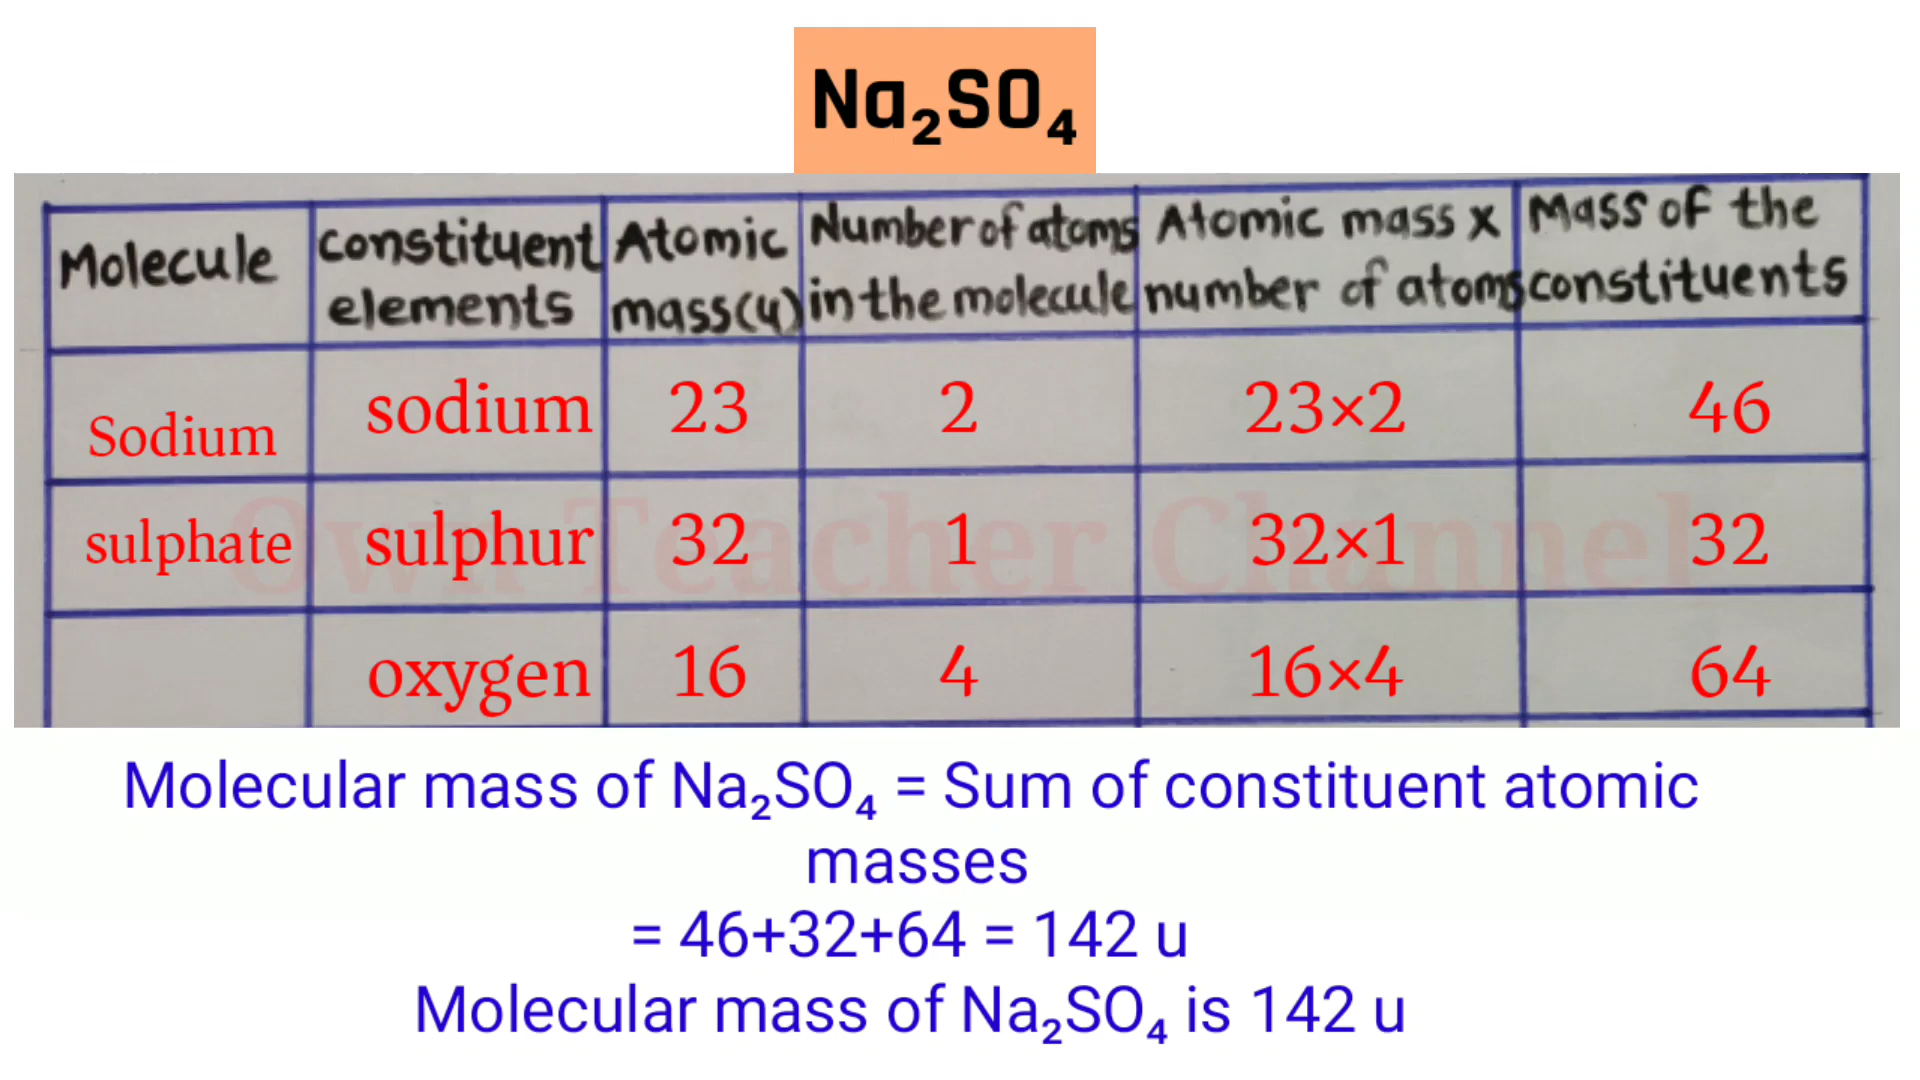 Na₂SO₄
Molecule
constituent
elements
Atomic
mass(u)
Number of atoms
in the molecule
Atomic mass x
number of atoms
Mass of the
constituents
Sodium
sodium
23
2
23×2
46
sulphate
sulphur
32
1
32×1
32
oxygen
16
4
16×4
64
Own Teacher Channel
Molecular mass of Na₂SO₄ = Sum of constituent atomic
masses
= 46+32+64 = 142 u
Molecular mass of Na₂SO₄ is 142 u